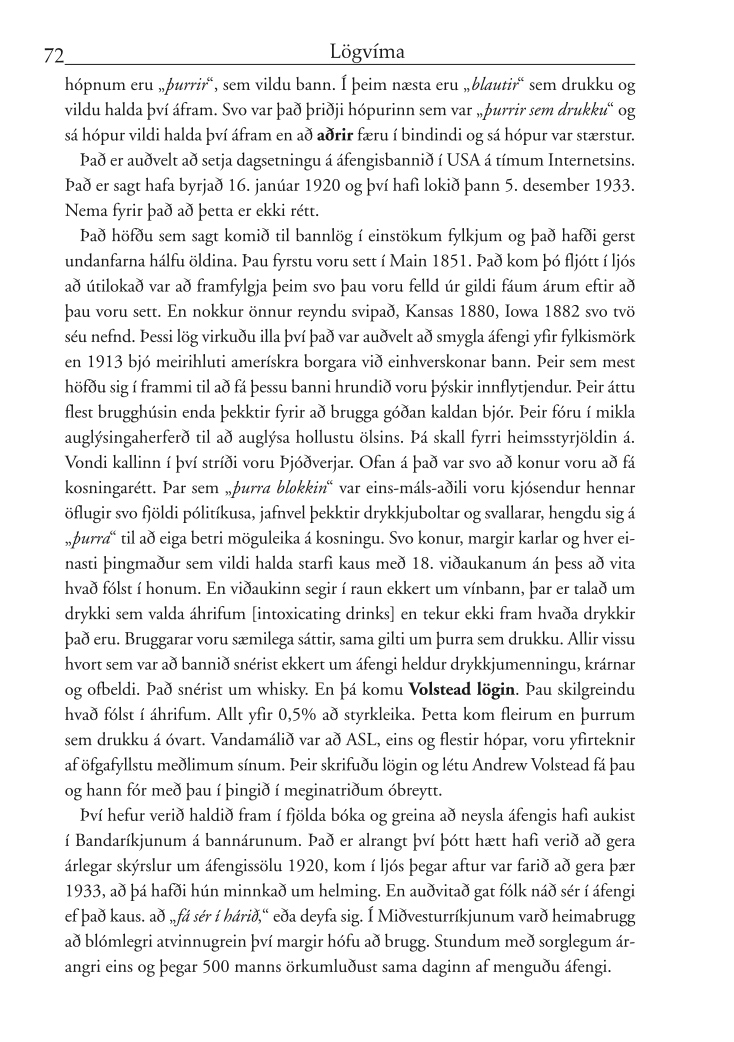 72
Lögvíma
hópnum eru „þurrir“, sem vildu bann. Í þeim næsta eru „blautir“ sem drukku og
vildu halda því áfram. Svo var það þriðji hópurinn sem var „þurrir sem drukku“ og
sá hópur vildi halda því áfram en að aðrir færu í bindindi og sá hópur var stærstur.
Það er auðvelt að setja dagsetningu á áfengisbannið í USA á tímum Internetsins.
Það er sagt hafa byrjað 16. janúar 1920 og því hafi lokið þann 5. desember 1933.
Nema fyrir það að þetta er ekki rétt.
Það höfðu sem sagt komið til bannlög í einstökum fylkjum og það hafði gerst
undanfarna hálfu öldina. Þau fyrstu voru sett í Main 1851. Það kom þó fljótt í ljós
að útilokað var að framfylgja þeim svo þau voru felld úr gildi fáum árum eftir að
þau voru sett. En nokkur önnur reyndu svipað, Kansas 1880, Iowa 1882 svo tvö
séu nefnd. Þessi lög virkuðu illa því það var auðvelt að smygla áfengi yfir fylkismörk
en 1913 bjó meirihluti amerískra borgara við einhverskonar bann. Þeir sem mest
höfðu sig í frammi til að fá þessu banni hrundið voru þýskir innflytjendur. Þeir áttu
flest brugghúsin enda þekktir fyrir að brugga góðan kaldan bjór. Þeir fóru í mikla
auglýsingaherferð til að auglýsa hollustu ölsins. Þá skall fyrri heimsstyrjöldin á.
Vondi kallinn í því stríði voru Þjóðverjar. Ofan á það var svo að konur voru að fá
kosningarétt. Þar sem „þurra blokkin“ var eins-máls-aðili voru kjósendur hennar
öflugir svo fjöldi pólitíkusa, jafnvel þekktir drykkjuboltar og svallarar, hengdu sig á
„þurra“ til að eiga betri möguleika á kosningu. Svo konur, margir karlar og hver ei-
nasti þingmaður sem vildi halda starfi kaus með 18. viðaukanum án þess að vita
hvað fólst í honum. En viðaukinn segir í raun ekkert um vínbann, þar er talað um
drykki sem valda áhrifum [intoxicating drinks] en tekur ekki fram hvaða drykkir
það eru. Bruggarar voru sæmilega sáttir, sama gilti um þurra sem drukku. Allir vissu
hvort sem var að bannið snérist ekkert um áfengi heldur drykkjumenningu, krárnar
og ofbeldi. Það snérist um whisky. En þá komu Volstead lögin. Þau skilgreindu
hvað fólst í áhrifum. Allt yfir 0,5% að styrkleika. Þetta kom fleirum en þurrum
sem drukku á óvart. Vandamálið var að ASL, eins og flestir hópar, voru yfirteknir
af öfgafyllstu meðlimum sínum. Þeir skrifuðu lögin og létu Andrew Volstead fá þau
og hann fór með þau í þingið í meginatriðum óbreytt.
Því hefur verið haldið fram í fjölda bóka og greina að neysla áfengis hafi aukist
í Bandaríkjunum á bannárunum. Það er alrangt því þótt hætt hafi verið að gera
árlegar skýrslur um áfengissölu 1920, kom í ljós þegar aftur var farið að gera þær
1933, að þá hafði hún minnkað um helming. En auðvitað gat fólk náð sér í áfengi
ef það kaus. að „fá sér í hárið,“ eða deyfa sig. Í Miðvesturríkjunum varð heimabrugg
að blómlegri atvinnugrein því margir hófu að brugg. Stundum með sorglegum ár-
angri eins og þegar 500 manns örkumluðust sama daginn af menguðu áfengi.